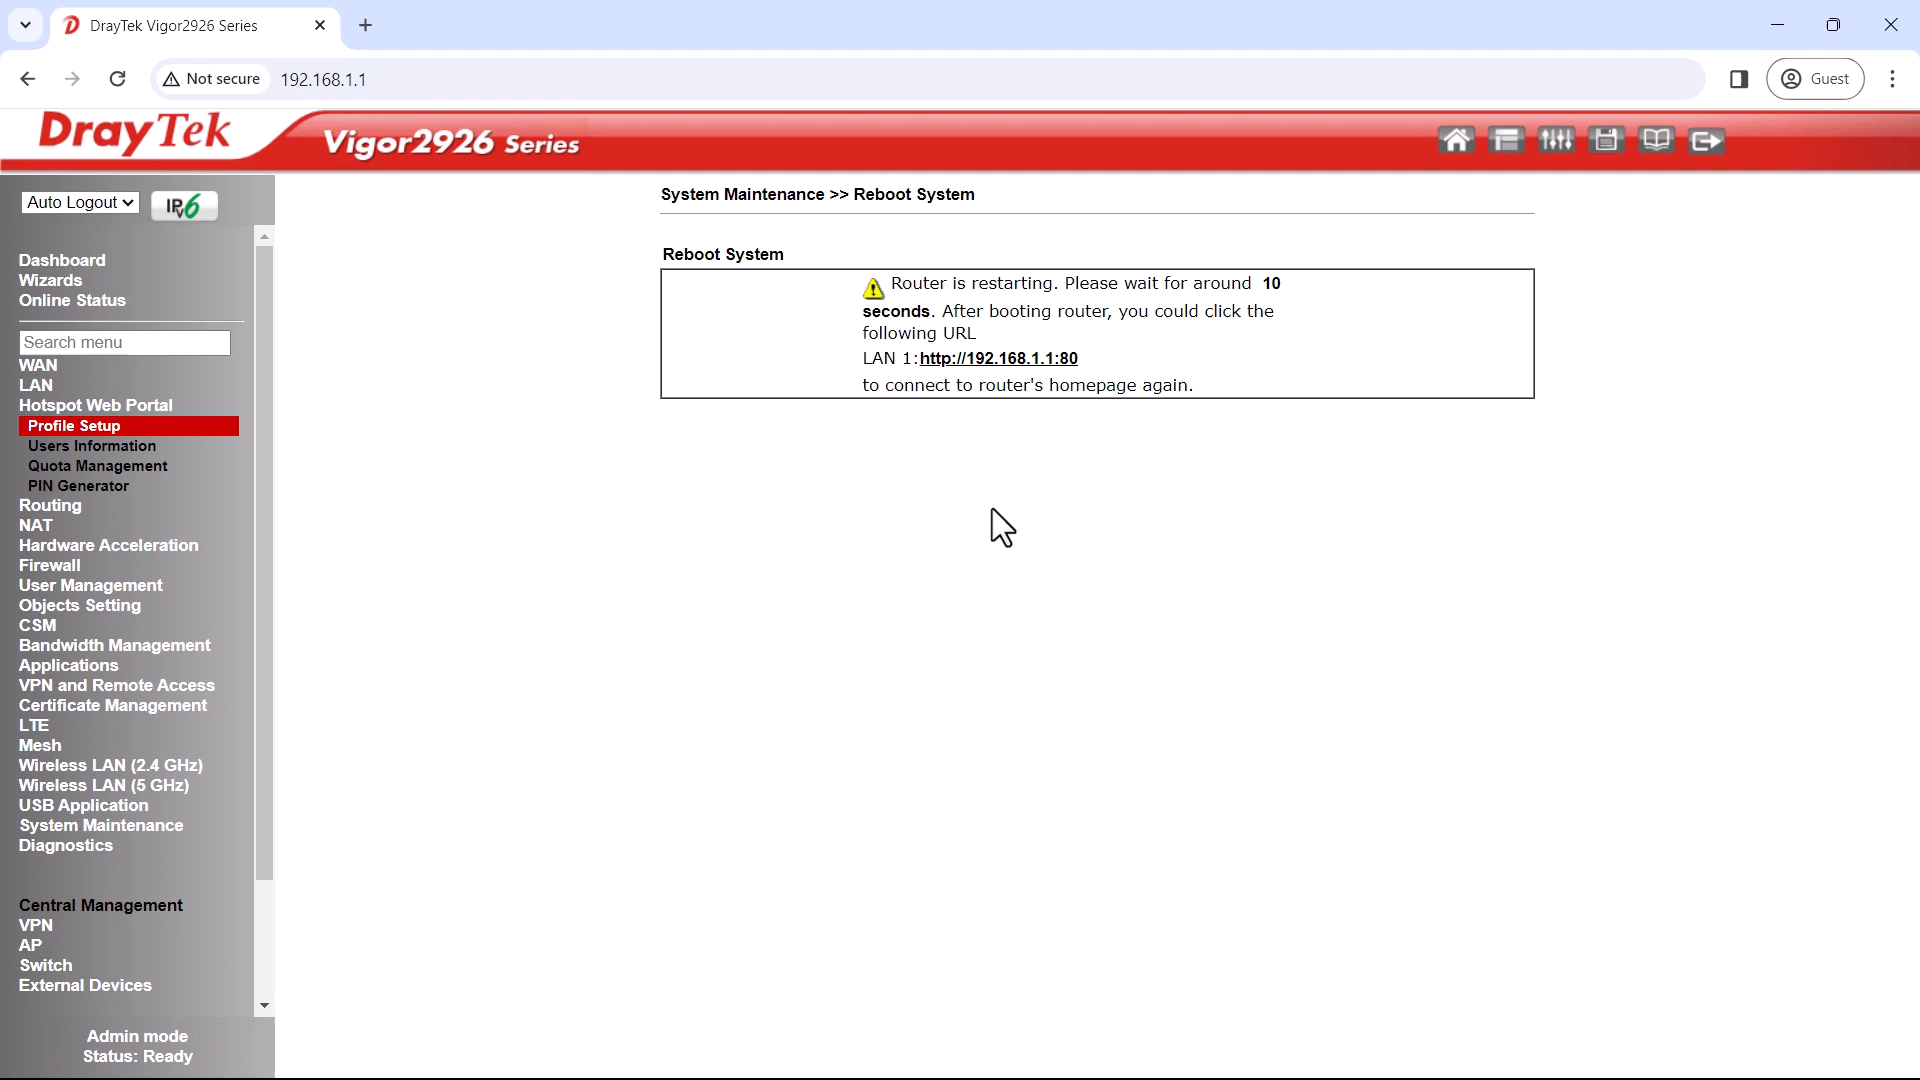 DrayTek Vigor2926 Series
Not secure
192.168.1.1
Guest
DrayTek
Vigor2926 Series
Auto Logout
IPv6
Dashboard
Wizards
Online Status
Search menu
WAN
LAN
Hotspot Web Portal
Profile Setup
Users Information
Quota Management
PIN Generator
Routing
NAT
Hardware Acceleration
Firewall
User Management
Objects Setting
CSM
Bandwidth Management
Applications
VPN and Remote Access
Certificate Management
LTE
Mesh
Wireless LAN (2.4 GHz)
Wireless LAN (5 GHz)
USB Application
System Maintenance
Diagnostics
Central Management
VPN
AP
Switch
External Devices
Admin mode
Status: Ready
System Maintenance >> Reboot System
Reboot System
Router is restarting. Please wait for around 10
seconds. After booting router, you could click the
following URL
LAN 1:http://192.168.1.1:80
to connect to router's homepage again.